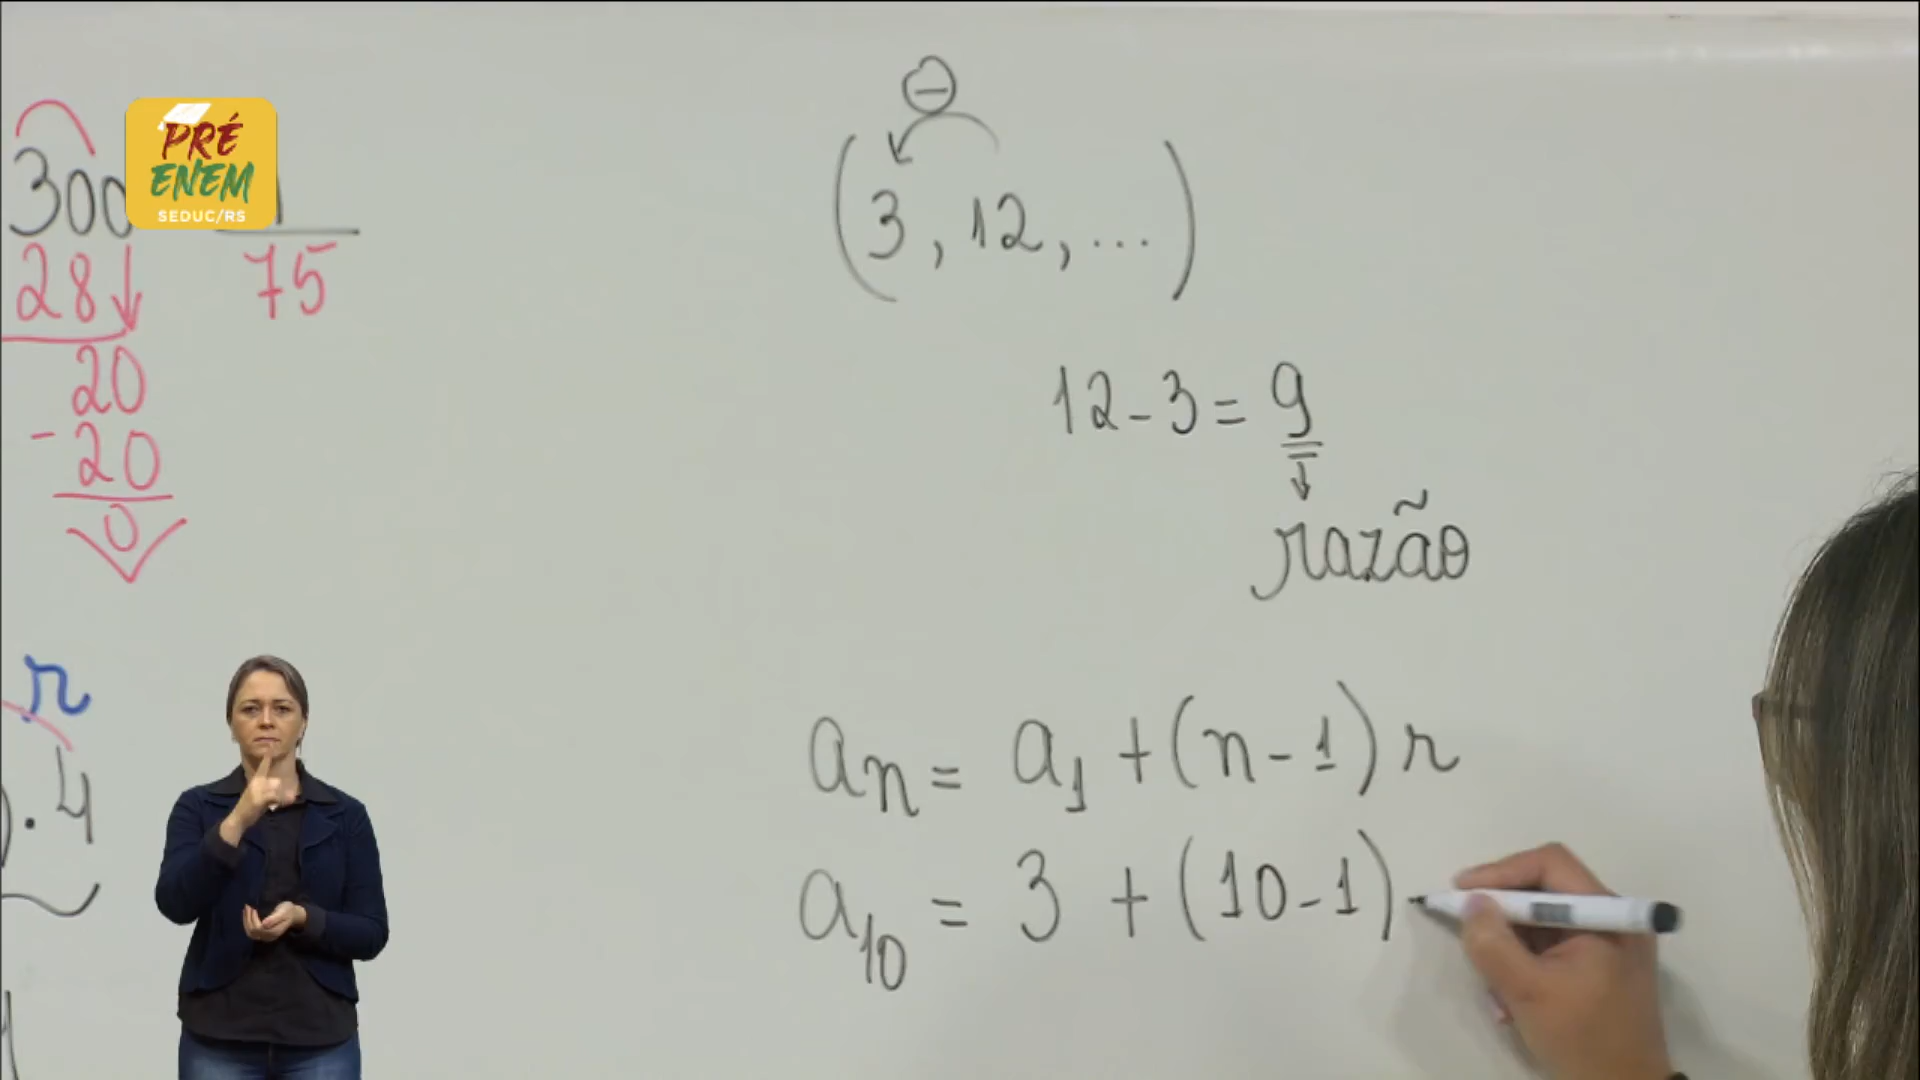 PRÉ
ENEM
SEDUC/RS
300
28 75
20
-20
0
r
).4
(3, 12, ...)
12-3= 9
razão
an = a1 + (n-1) r
a10 = 3 + (10-1).